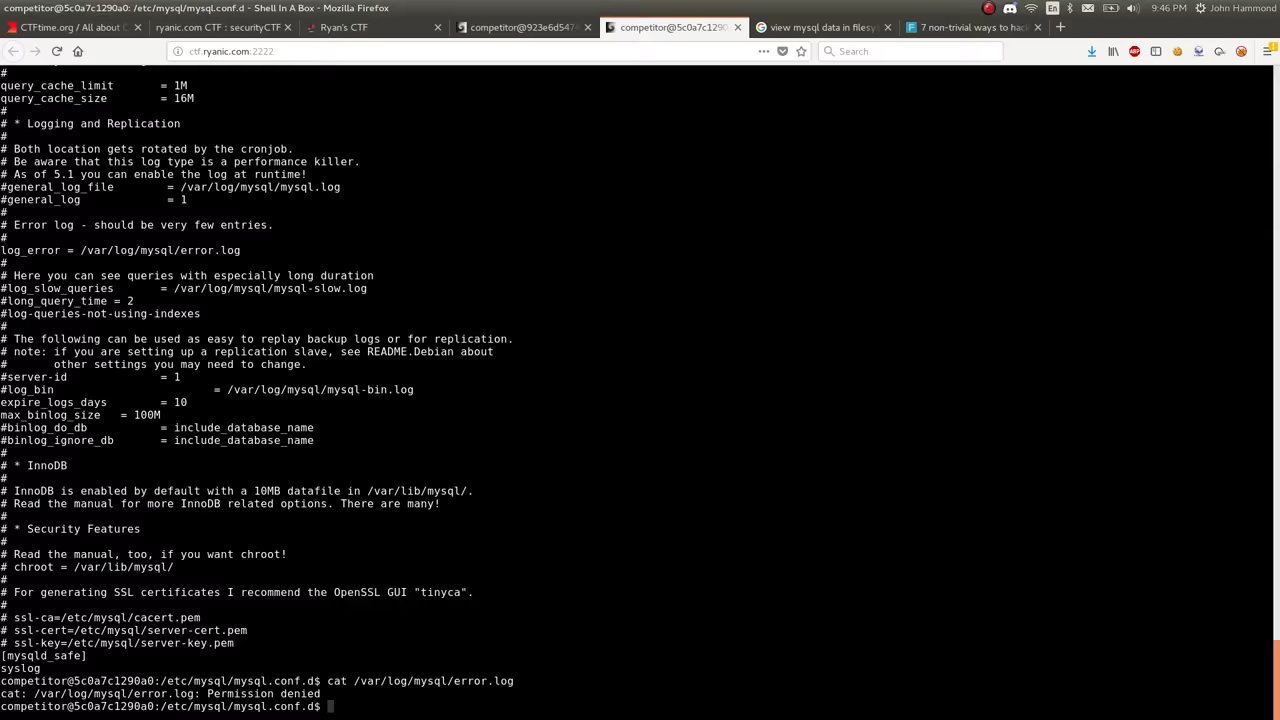 competitor@5c0a7c1290a0: /etc/mysql/mysql.conf.d - Shell In A Box - Mozilla Firefox
En
9:46 PM
John Hammond
CTFtime.org / All about C
ryanic.com CTF : securityCTF
Ryan's CTF
competitor@923e6d5474
competitor@5c0a7c1290
view mysql data in filesy
7 non-trivial ways to hack
ctf.ryanic.com:2222
Search
#
query_cache_limit = 1M
query_cache_size = 16M
#
# * Logging and Replication
#
# Both location gets rotated by the cronjob.
# Be aware that this log type is a performance killer.
# As of 5.1 you can enable the log at runtime!
#general_log_file = /var/log/mysql/mysql.log
#general_log = 1
#
# Error log - should be very few entries.
#
log_error = /var/log/mysql/error.log
#
# Here you can see queries with especially long duration
#log_slow_queries = /var/log/mysql/mysql-slow.log
#long_query_time = 2
#log-queries-not-using-indexes
#
# The following can be used as easy to replay backup logs or for replication.
# note: if you are setting up a replication slave, see README.Debian about
# other settings you may need to change.
#server-id = 1
#log_bin = /var/log/mysql/mysql-bin.log
expire_logs_days = 10
max_binlog_size = 100M
#binlog_do_db = include_database_name
#binlog_ignore_db = include_database_name
#
# * InnoDB
#
# InnoDB is enabled by default with a 10MB datafile in /var/lib/mysql/.
# Read the manual for more InnoDB related options. There are many!
#
# * Security Features
#
# Read the manual, too, if you want chroot!
# chroot = /var/lib/mysql/
#
# For generating SSL certificates I recommend the OpenSSL GUI "tinyca".
#
# ssl-ca=/etc/mysql/cacert.pem
# ssl-cert=/etc/mysql/server-cert.pem
# ssl-key=/etc/mysql/server-key.pem
[mysqld_safe]
syslog
competitor@5c0a7c1290a0:/etc/mysql/mysql.conf.d$ cat /var/log/mysql/error.log
cat: /var/log/mysql/error.log: Permission denied
competitor@5c0a7c1290a0:/etc/mysql/mysql.conf.d$